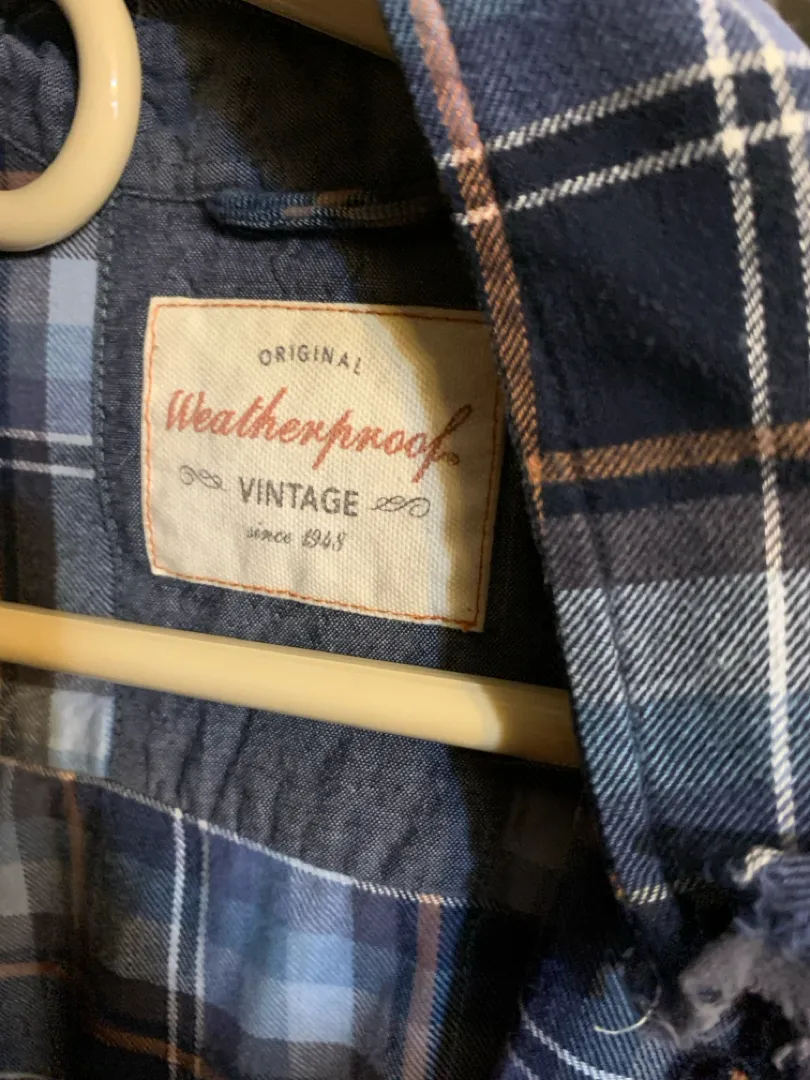 ORIGINAL
Weatherproof
VINTAGE
since 1948